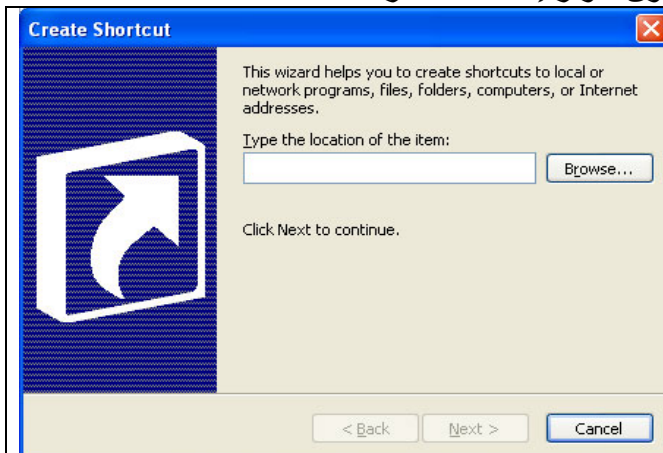 Create Shortcut
This wizard helps you to create shortcuts to local or
network programs, files, folders, computers, or Internet
addresses.
Type the location of the item:
Browse...
Click Next to continue.
< Back Next > Cancel